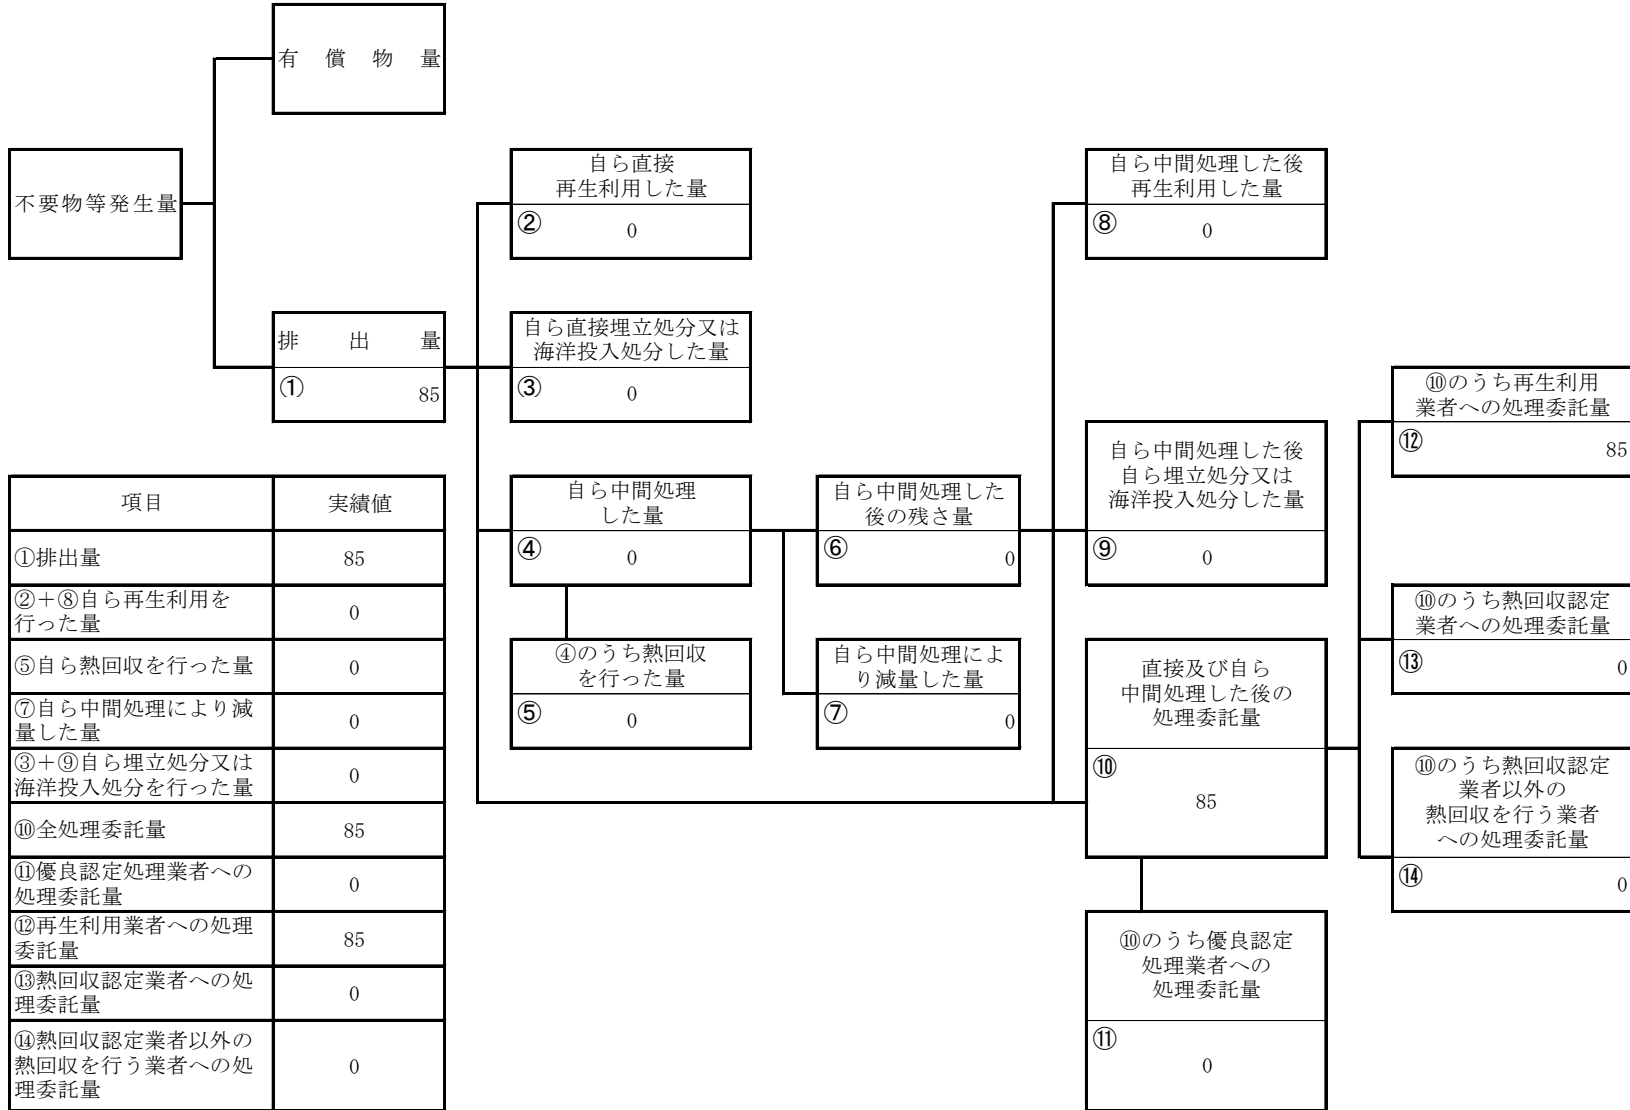 有償物量
不要物等発生量
排出量
①
85
自ら直接
再生利用した量
②
0
自ら直接埋立処分又は
海洋投入処分した量
③
0
自ら中間処理
した量
④
0
④のうち熱回収
を行った量
⑤
0
自ら中間処理した
後の残さ量
⑥
0
自ら中間処理によ
り減量した量
⑦
0
自ら中間処理した後
再生利用した量
⑧
0
自ら中間処理した後
自ら埋立処分又は
海洋投入処分した量
⑨
0
直接及び自ら
中間処理した後の
処理委託量
⑩
85
⑩のうち優良認定
処理業者への
処理委託量
⑪
0
⑩のうち再生利用
業者への処理委託量
⑫
85
⑩のうち熱回収認定
業者への処理委託量
⑬
0
⑩のうち熱回収認定
業者以外の
熱回収を行う業者
への処理委託量
⑭
0
項目 実績値
①排出量 85
②+⑧自ら再生利用を
行った量 0
⑤自ら熱回収を行った量 0
⑦自ら中間処理により減
量した量 0
③+⑨自ら埋立処分又は
海洋投入処分を行った量 0
⑩全処理委託量 85
⑪優良認定処理業者への
処理委託量 0
⑫再生利用業者への処理
委託量 85
⑬熱回収認定業者への処
理委託量 0
⑭熱回収認定業者以外の
熱回収を行う業者への処
理委託量 0